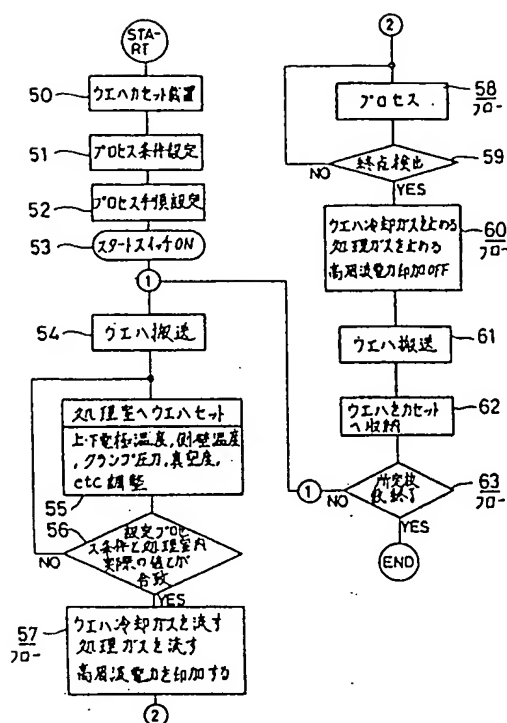 STA-
RT
50
ウエハカセット載置
51
プロセス条件設定
52
プロセス手順設定
53
スタートスイッチON
1
54
ウエハ搬送
処理室へウエハセット
上・下電極温度,側壁温度
,クランプ圧力,真空度,
etc調整
55
56
設定プロセ
ス条件と処理室内
実際の値とが
合致
NO
YES
57
フロー
ウエハ冷却ガスを流す
処理ガスを流す
高周波電力を印加する
2
2
プロセス
58
フロー
終点検出
59
NO
YES
ウエハ冷却ガスを止める
処理ガスを止める
高周波電力印加OFF
60
フロー
ウエハ搬送
61
ウエハをカセット
へ収納
62
所定枚
数終了
63
フロー
1
NO
YES
END